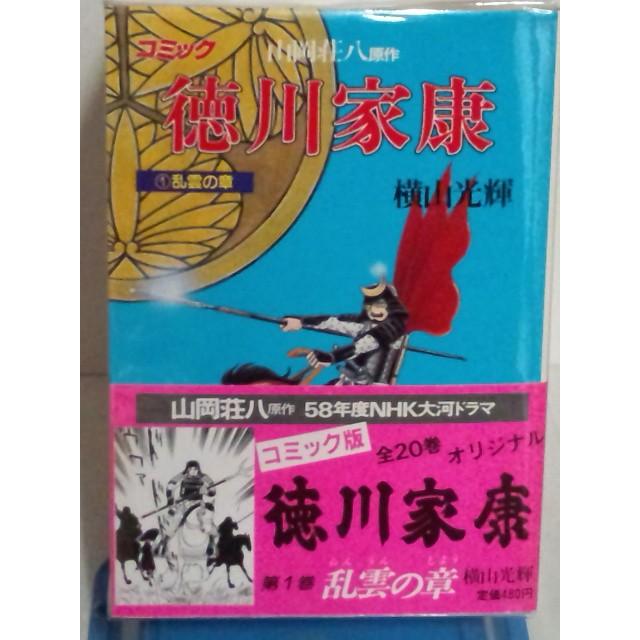 コミック
山岡荘八原作
徳川家康
①乱雲の章
横山光輝
山岡荘八原作 58年度NHK大河ドラマ
コミック版
全20巻 オリジナル
徳川家康
第1巻 乱雲の章 横山光輝
定価480円